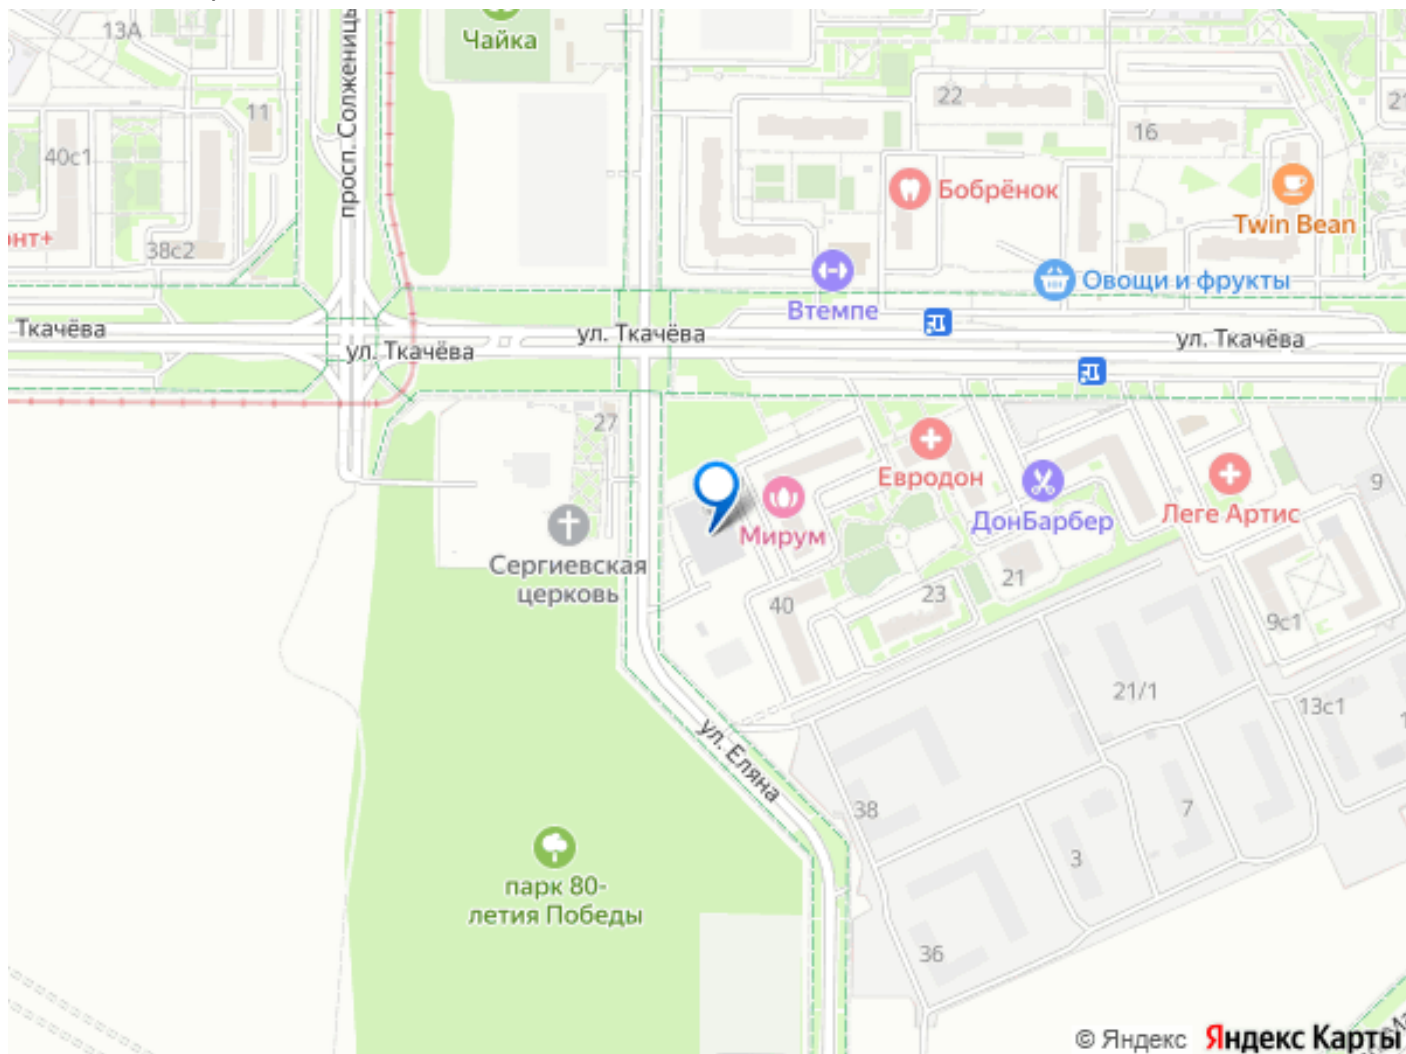 13А
Чайка
просп. Солженицы
11
22
21
16
40с1
Бобрёнок
Twin Bean
нт+
38с2
Овощи и фрукты
Втемпе
Ткачёва
ул. Ткачёва
ул. Ткачёва
ул. Ткачёва
27
Евродон
9
Мирум
ДонБарбер
Леге Артис
Сергиевская
церковь
40
23
21
9с1
21/1
13с1
ул. Еляна
38
7
3
парк 80-
летия Победы
36
© Яндекс
Яндекс Карты